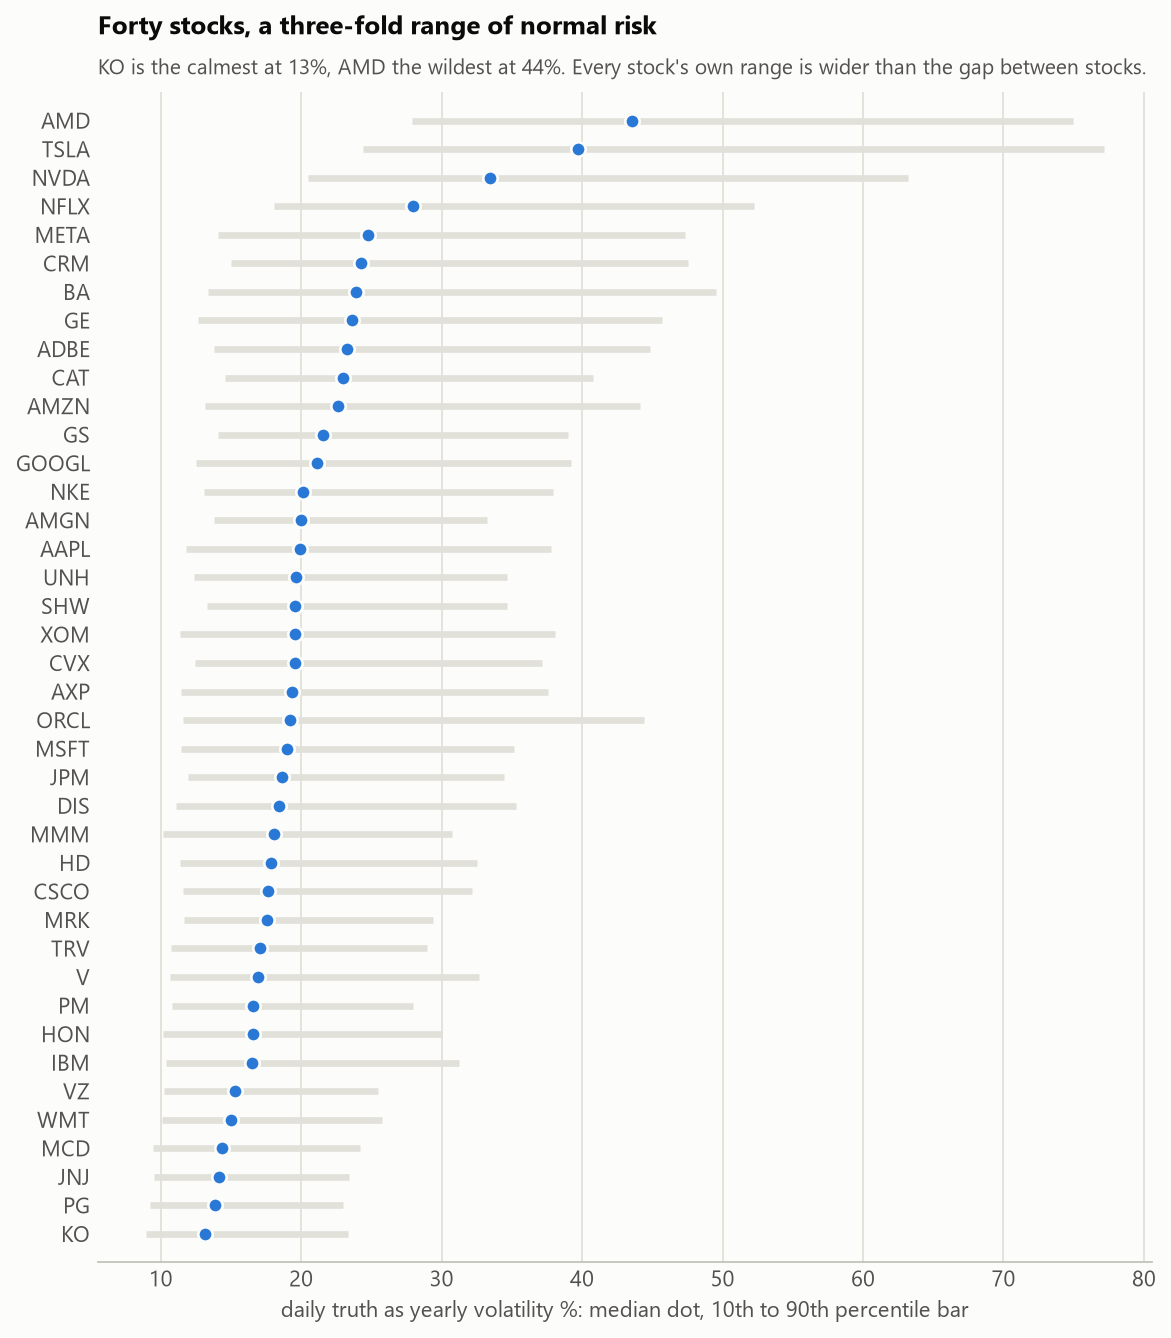 Forty stocks, a three-fold range of normal risk
KO is the calmest at 13%, AMD the wildest at 44%. Every stock's own range is wider than the gap between stocks.
AMD
TSLA
NVDA
NFLX
META
CRM
BA
GE
ADBE
CAT
AMZN
GS
GOOGL
NKE
AMGN
AAPL
UNH
SHW
XOM
CVX
AXP
ORCL
MSFT
JPM
DIS
MMM
HD
CSCO
MRK
TRV
V
PM
HON
IBM
VZ
WMT
MCD
JNJ
PG
KO
10 20 30 40 50 60 70 80
daily truth as yearly volatility %: median dot, 10th to 90th percentile bar